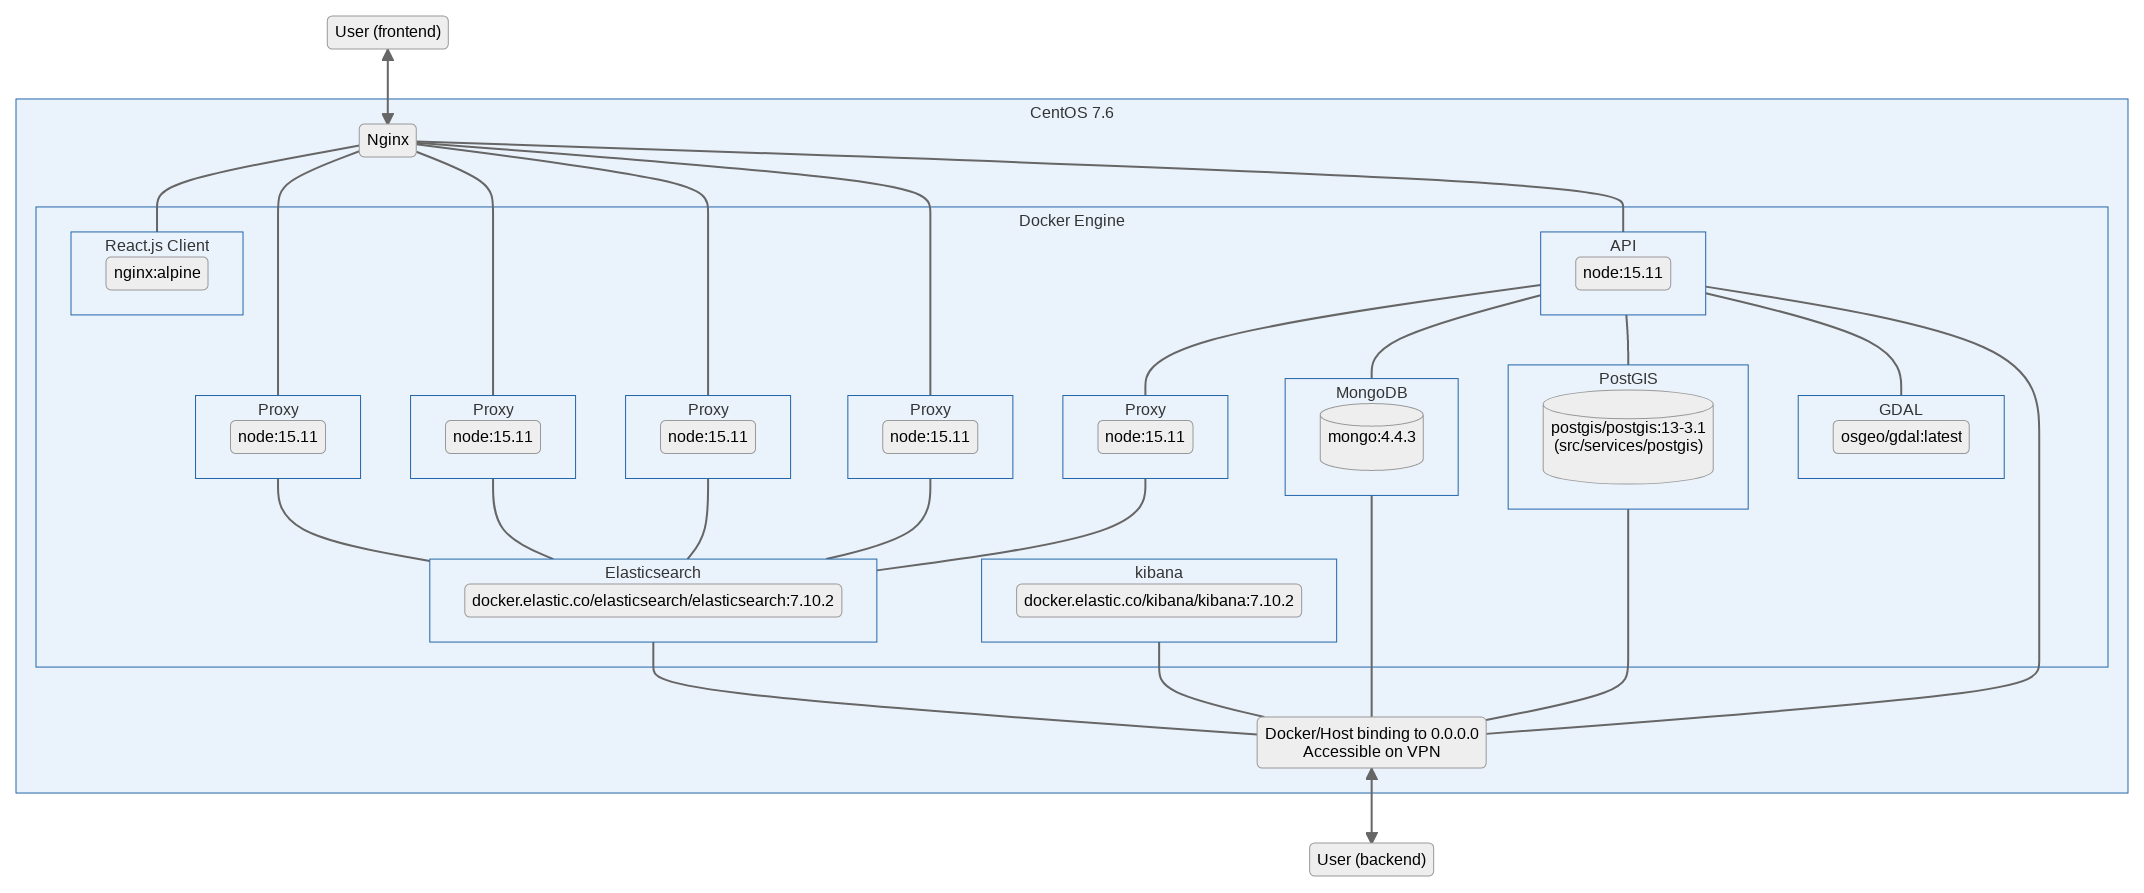 User (frontend)
CentOS 7.6
Nginx
Docker Engine
React.js Client
nginx:alpine
API
node:15.11
Proxy
node:15.11
Proxy
node:15.11
Proxy
node:15.11
Proxy
node:15.11
Proxy
node:15.11
MongoDB
mongo:4.4.3
PostGIS
postgis/postgis:13-3.1
(src/services/postgis)
GDAL
osgeo/gdal:latest
Elasticsearch
docker.elastic.co/elasticsearch/elasticsearch:7.10.2
kibana
docker.elastic.co/kibana/kibana:7.10.2
Docker/Host binding to 0.0.0.0
Accessible on VPN
User (backend)